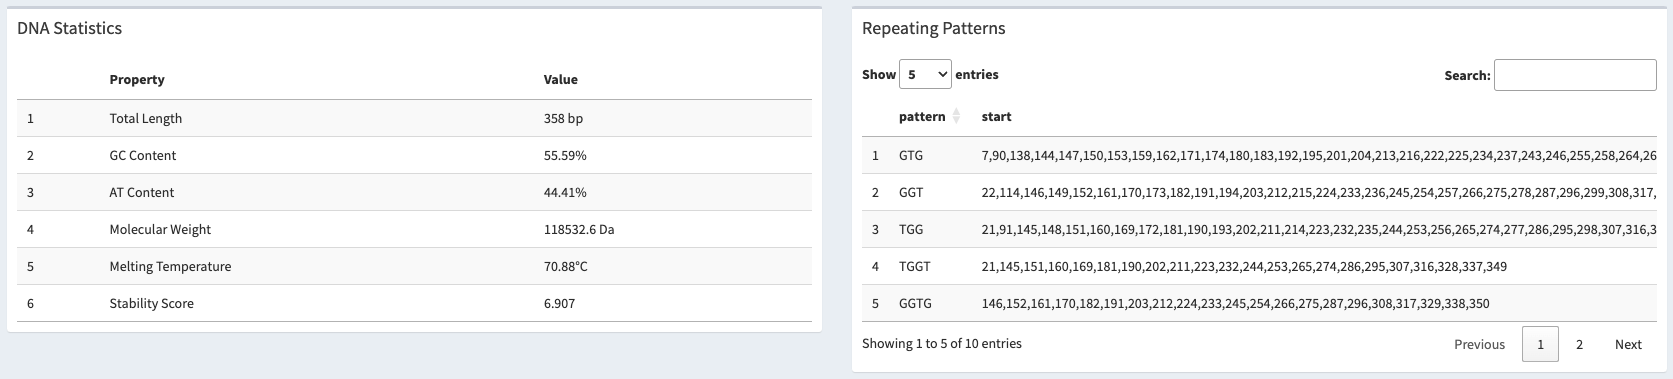 DNA Statistics
Property Value
1 Total Length 358 bp
2 GC Content 55.59%
3 AT Content 44.41%
4 Molecular Weight 118532.6 Da
5 Melting Temperature 70.88°C
6 Stability Score 6.907
Repeating Patterns
Show 5 entries Search:
pattern start
1 GTG 7,90,138,144,147,150,153,159,162,171,174,180,183,192,195,201,204,213,216,222,225,234,237,243,246,255,258,264,26
2 GGT 22,114,146,149,152,161,170,173,182,191,194,203,212,215,224,233,236,245,254,257,266,275,278,287,296,299,308,317,
3 TGG 21,91,145,148,151,160,169,172,181,190,193,202,211,214,223,232,235,244,253,256,265,274,277,286,295,298,307,316,3
4 TGGT 21,145,151,160,169,181,190,202,211,223,232,244,253,265,274,286,295,307,316,328,337,349
5 GGTG 146,152,161,170,182,191,203,212,224,233,245,254,266,275,287,296,308,317,329,338,350
Showing 1 to 5 of 10 entries Previous 1 2 Next